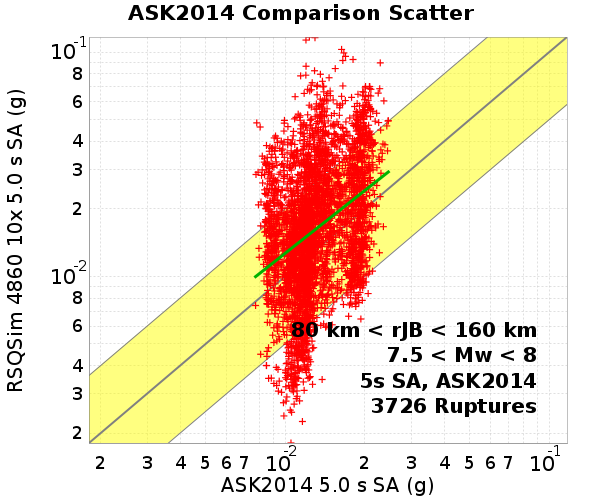 ASK2014 Comparison Scatter
RSQSim 4860 10x 5.0 s SA (g)
10-1
8
6
4
3
2
10-2
8
6
4
3
2
80 km < rJB < 160 km
7.5 < Mw < 8
5s SA, ASK2014
3726 Ruptures
2 3 4 5 6 7 10-2 2 3 4 5 6 7 10-1
ASK2014 5.0 s SA (g)